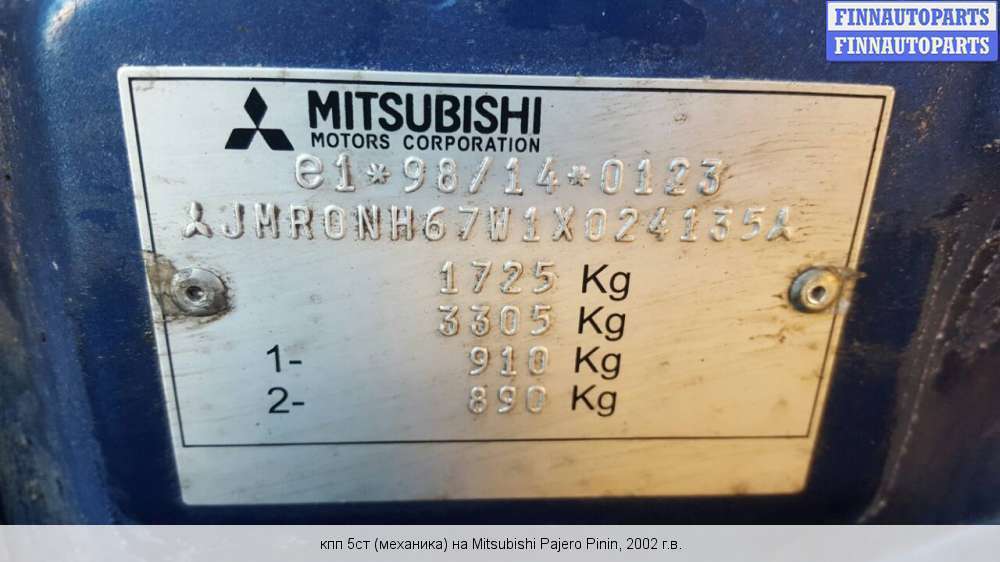 FINNAUTOPARTS
FINNAUTOPARTS
MITSUBISHI
MOTORS CORPORATION
e1*98/14*0123
JMR0NH67W1X024135A
1725 Kg
3305 Kg
1- 910 Kg
2- 890 Kg
кпп 5ст (механика) на Mitsubishi Pajero Pinin, 2002 г.в.